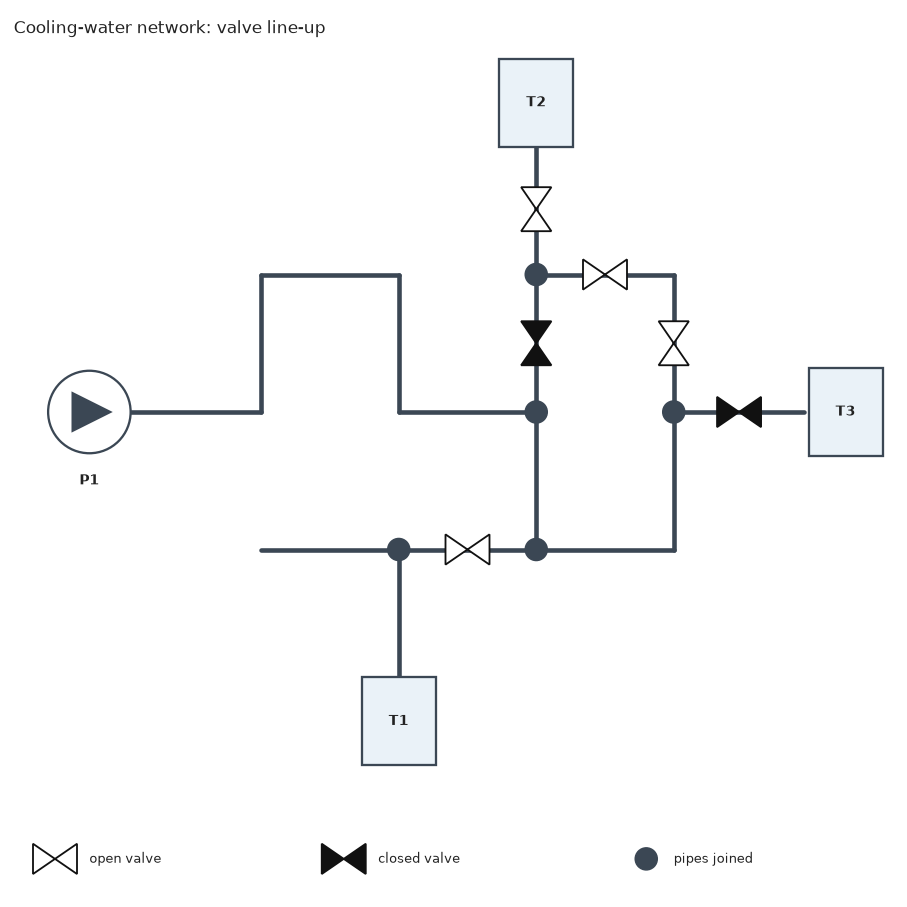 Cooling-water network: valve line-up
T2
T3
P1
T1
open valve
closed valve
pipes joined